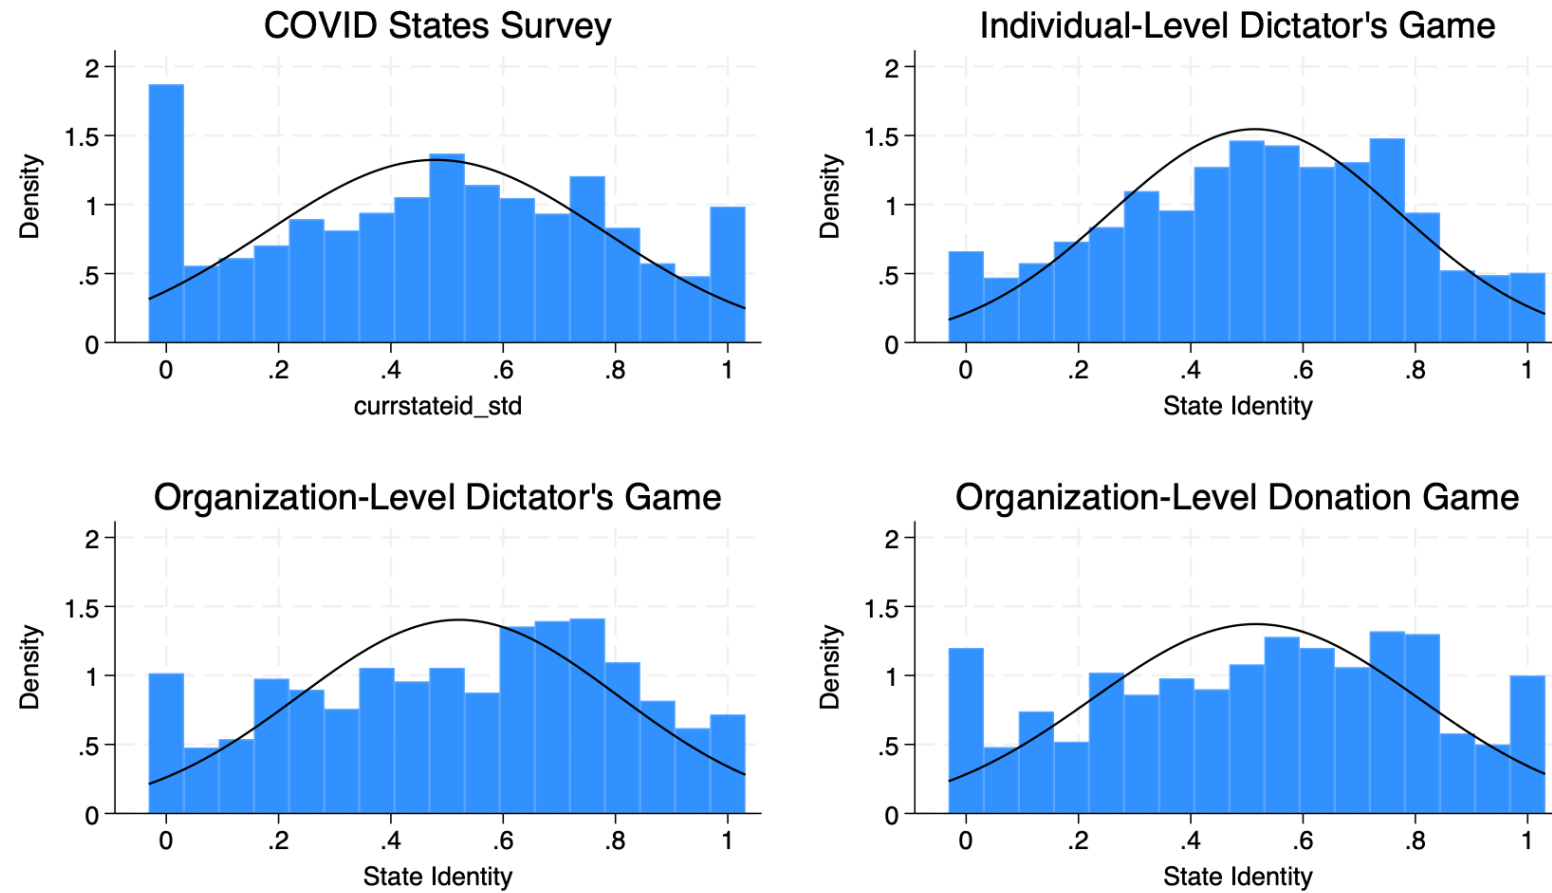 COVID States Survey
Density
2
1.5
1
.5
0
0 .2 .4 .6 .8 1
currstateid_std
Individual-Level Dictator's Game
Density
2
1.5
1
.5
0
0 .2 .4 .6 .8 1
State Identity
Organization-Level Dictator's Game
Density
2
1.5
1
.5
0
0 .2 .4 .6 .8 1
State Identity
Organization-Level Donation Game
Density
2
1.5
1
.5
0
0 .2 .4 .6 .8 1
State Identity